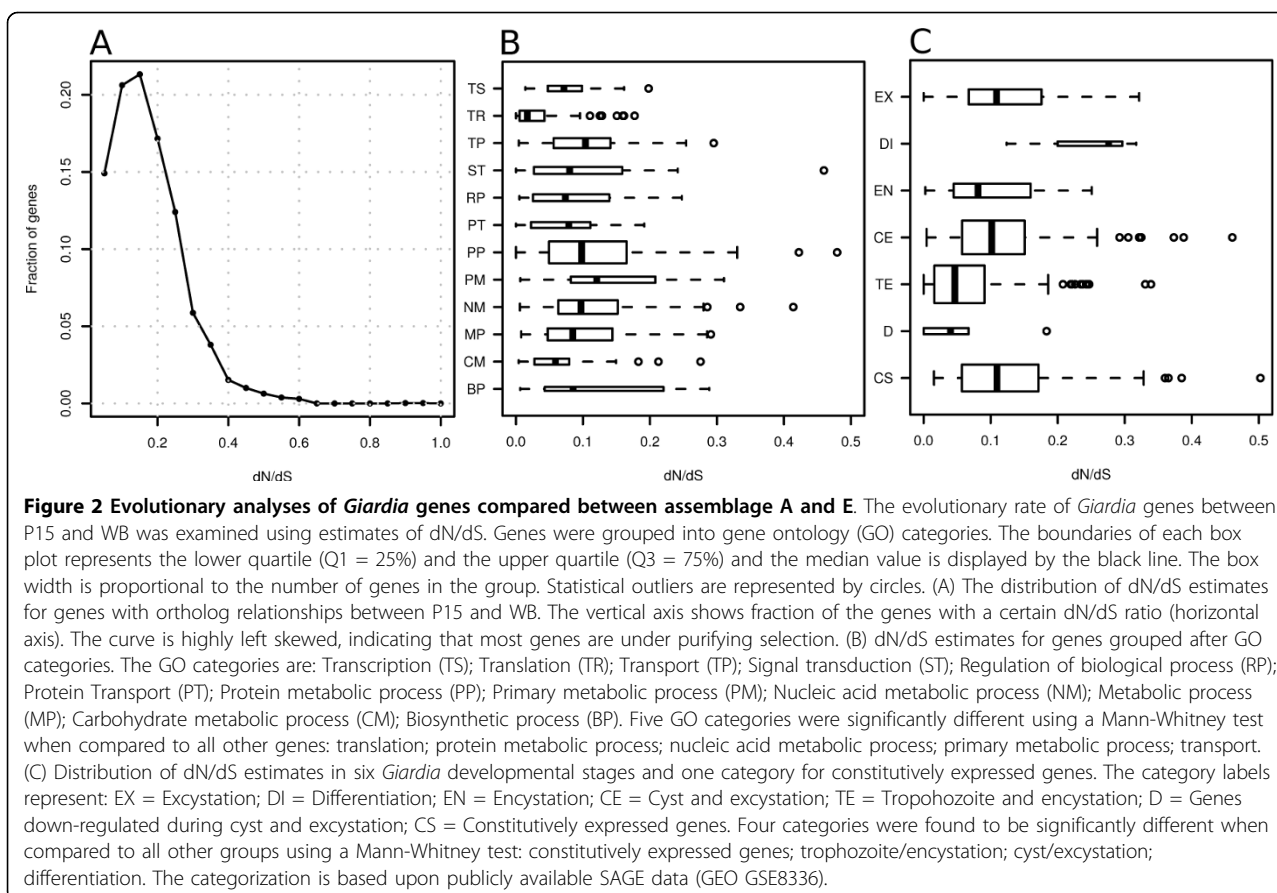 A
Fraction of genes
0.20
0.15
0.10
0.05
0.00
0.2 0.4 0.6 0.8 1.0
dN/dS
B
TS
TR
TP
ST
RP
PT
PP
PM
NM
MP
CM
BP
0.0 0.1 0.2 0.3 0.4 0.5
dN/dS
C
EX
DI
EN
CE
TE
D
CS
0.0 0.1 0.2 0.3 0.4 0.5
dN/dS
Figure 2 Evolutionary analyses of Giardia genes compared between assemblage A and E. The evolutionary rate of Giardia genes between
P15 and WB was examined using estimates of dN/dS. Genes were grouped into gene ontology (GO) categories. The boundaries of each box
plot represents the lower quartile (Q1 = 25%) and the upper quartile (Q3 = 75%) and the median value is displayed by the black line. The box
width is proportional to the number of genes in the group. Statistical outliers are represented by circles. (A) The distribution of dN/dS estimates
for genes with ortholog relationships between P15 and WB. The vertical axis shows fraction of the genes with a certain dN/dS ratio (horizontal
axis). The curve is highly left skewed, indicating that most genes are under purifying selection. (B) dN/dS estimates for genes grouped after GO
categories. The GO categories are: Transcription (TS); Translation (TR); Transport (TP); Signal transduction (ST); Regulation of biological process (RP);
Protein Transport (PT); Protein metabolic process (PP); Primary metabolic process (PM); Nucleic acid metabolic process (NM); Metabolic process
(MP); Carbohydrate metabolic process (CM); Biosynthetic process (BP). Five GO categories were significantly different using a Mann-Whitney test
when compared to all other genes: translation; protein metabolic process; nucleic acid metabolic process; primary metabolic process; transport.
(C) Distribution of dN/dS estimates in six Giardia developmental stages and one category for constitutively expressed genes. The category labels
represent: EX = Excystation; DI = Differentiation; EN = Encystation; CE = Cyst and excystation; TE = Tropohozoite and encystation; D = Genes
down-regulated during cyst and excystation; CS = Constitutively expressed genes. Four categories were found to be significantly different when
compared to all other groups using a Mann-Whitney test: constitutively expressed genes; trophozoite/encystation; cyst/excystation;
differentiation. The categorization is based upon publicly available SAGE data (GEO GSE8336).